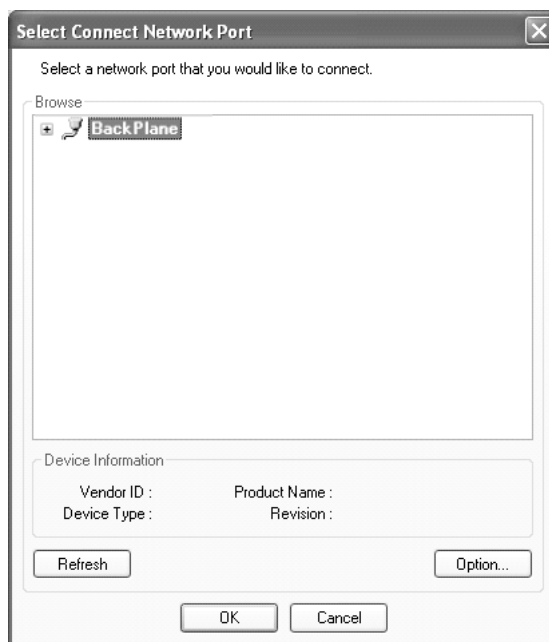 Select Connect Network Port
Select a network port that you would like to connect.
Browse
BackPlane
Device Information
Vendor ID : Product Name :
Device Type : Revision :
Refresh Option...
OK Cancel